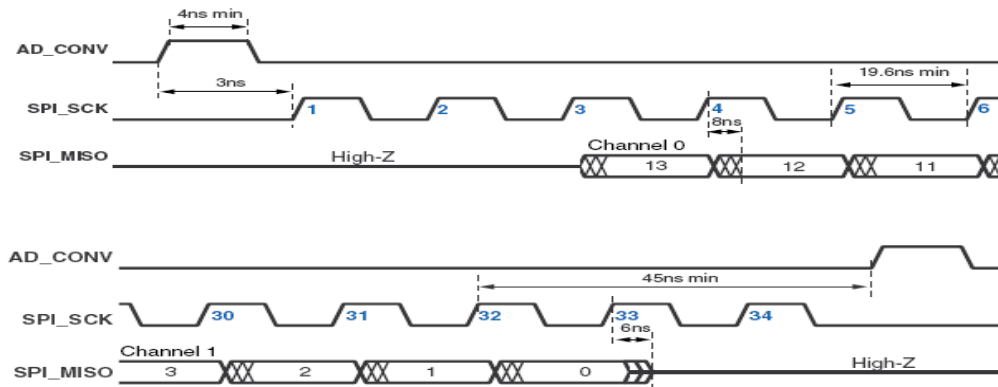 4ns min
AD_CONV
3ns
19.6ns min
SPI_SCK
1 2 3 4 5 6
8ns
SPI_MISO
High-Z
Channel 0
13 12 11
AD_CONV
45ns min
SPI_SCK
30 31 32 33 34
6ns
Channel 1
SPI_MISO
3 2 1 0
High-Z